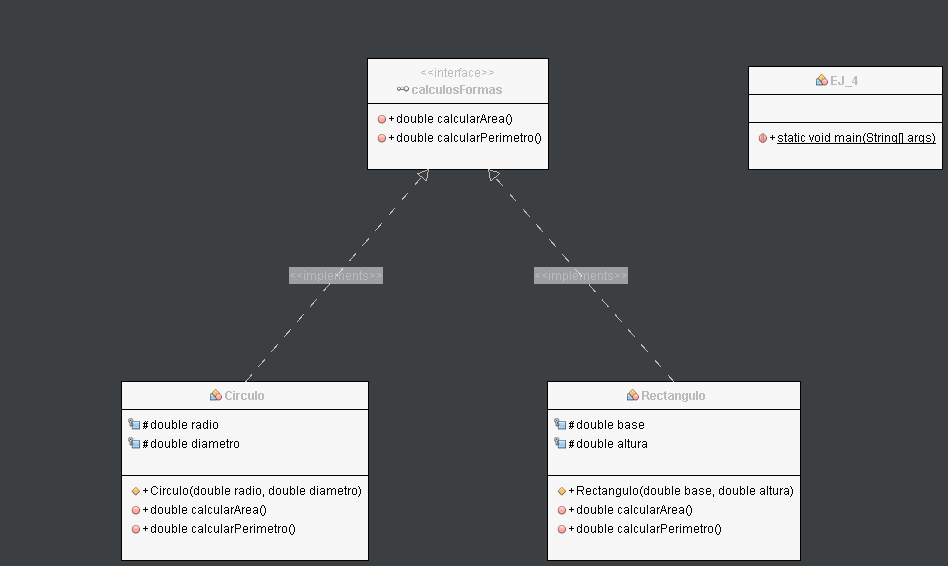 <<interface>>
calculosFormas
+double calcularArea()
+double calcularPerimetro()
EJ_4
+static void main(String[] args)
<<implements>>
<<implements>>
Circulo
#double radio
#double diametro
+Circulo(double radio, double diametro)
+double calcularArea()
+double calcularPerimetro()
Rectangulo
#double base
#double altura
+Rectangulo(double base, double altura)
+double calcularArea()
+double calcularPerimetro()